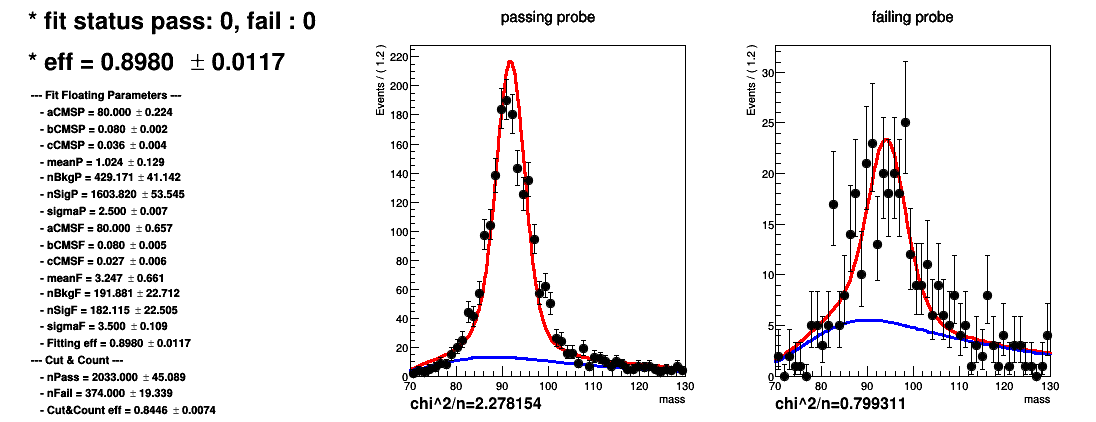 * fit status pass: 0, fail : 0
* eff = 0.8980 ± 0.0117
--- Fit Floating Parameters ---
- aCMSP = 80.000 ± 0.224
- bCMSP = 0.080 ± 0.002
- cCMSP = 0.036 ± 0.004
- meanP = 1.024 ± 0.129
- nBkgP = 429.171 ± 41.142
- nSigP = 1603.820 ± 53.545
- sigmaP = 2.500 ± 0.007
- aCMSF = 80.000 ± 0.657
- bCMSF = 0.080 ± 0.005
- cCMSF = 0.027 ± 0.006
- meanF = 3.247 ± 0.661
- nBkgF = 191.881 ± 22.712
- nSigF = 182.115 ± 22.505
- sigmaF = 3.500 ± 0.109
- Fitting eff = 0.8980 ± 0.0117
--- Cut & Count ---
- nPass = 2033.000 ± 45.089
- nFail = 374.000 ± 19.339
- Cut&Count eff = 0.8446 ± 0.0074
passing probe
Events / ( 1.2 )
220
200
180
160
140
120
100
80
60
40
20
0
70 80 90 100 110 120 130
mass
chi^2/n=2.278154
failing probe
Events / ( 1.2 )
30
25
20
15
10
5
0
70 80 90 100 110 120 130
mass
chi^2/n=0.799311